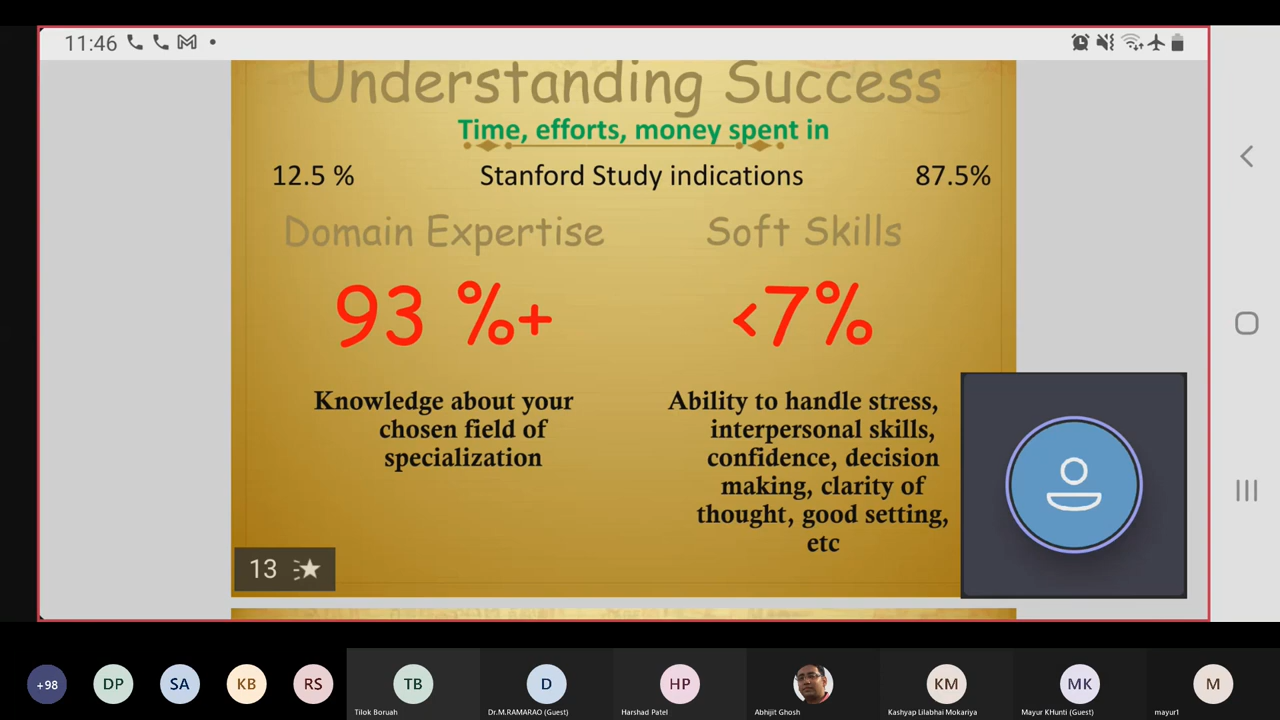 11:46
Understanding Success
Time, efforts, money spent in
12.5 % Stanford Study indications 87.5%
Domain Expertise Soft Skills
93 %+ <7%
Knowledge about your
chosen field of
specialization
Ability to handle stress,
interpersonal skills,
confidence, decision
making, clarity of
thought, good setting,
etc
13
+98 DP SA KB RS TB D HP KM MK M
Tilok Boruah Dr.M.RAMARAO (Guest) Harshad Patel Abhijit Ghosh Kashyap Lilabhai Mokariya Mayur KHunti (Guest) mayur1